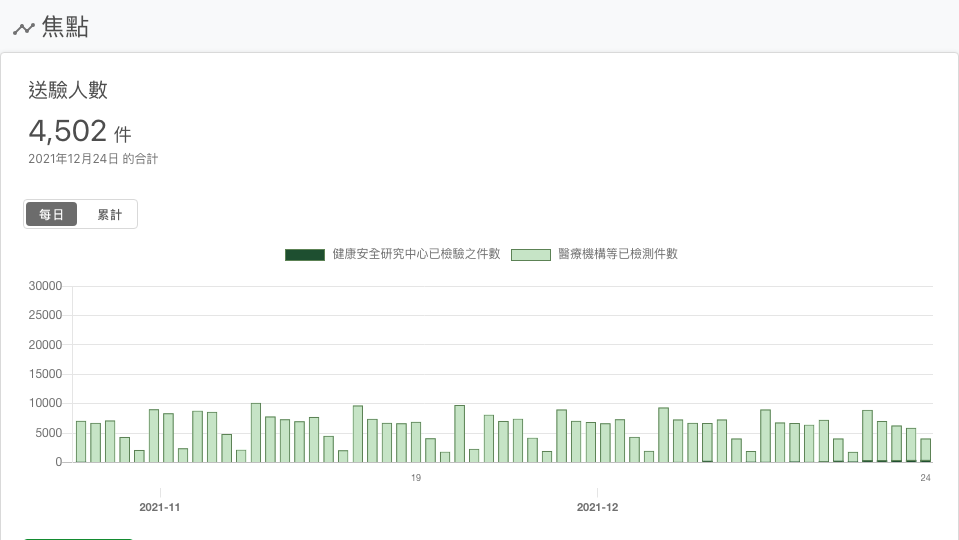 焦點
送驗人數
4,502 件
2021年12月24日 的合計
每日 累計
健康安全研究中心已檢驗之件數 醫療機構等已檢測件數
30000
25000
20000
15000
10000
5000
0
19 24
2021-11 2021-12